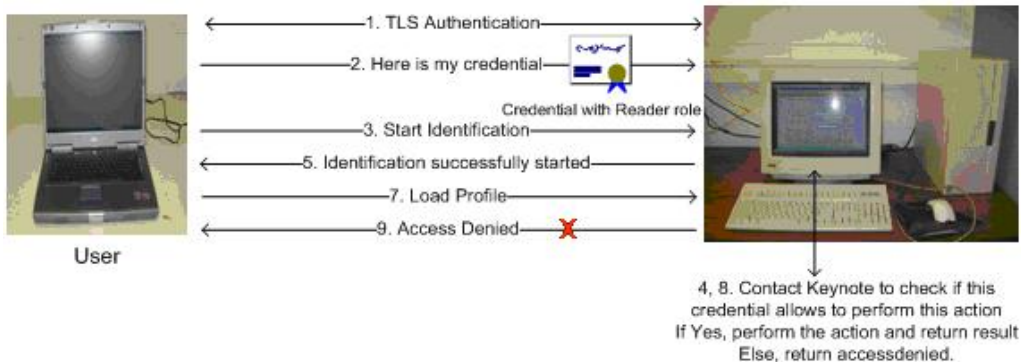 1. TLS Authentication
2. Here is my credential
Credential with Reader role
3. Start Identification
5. Identification successfully started
7. Load Profile
9. Access Denied
User
4, 8. Contact Keynote to check if this
credential allows to perform this action
If Yes, perform the action and return result
Else, return accessdenied.